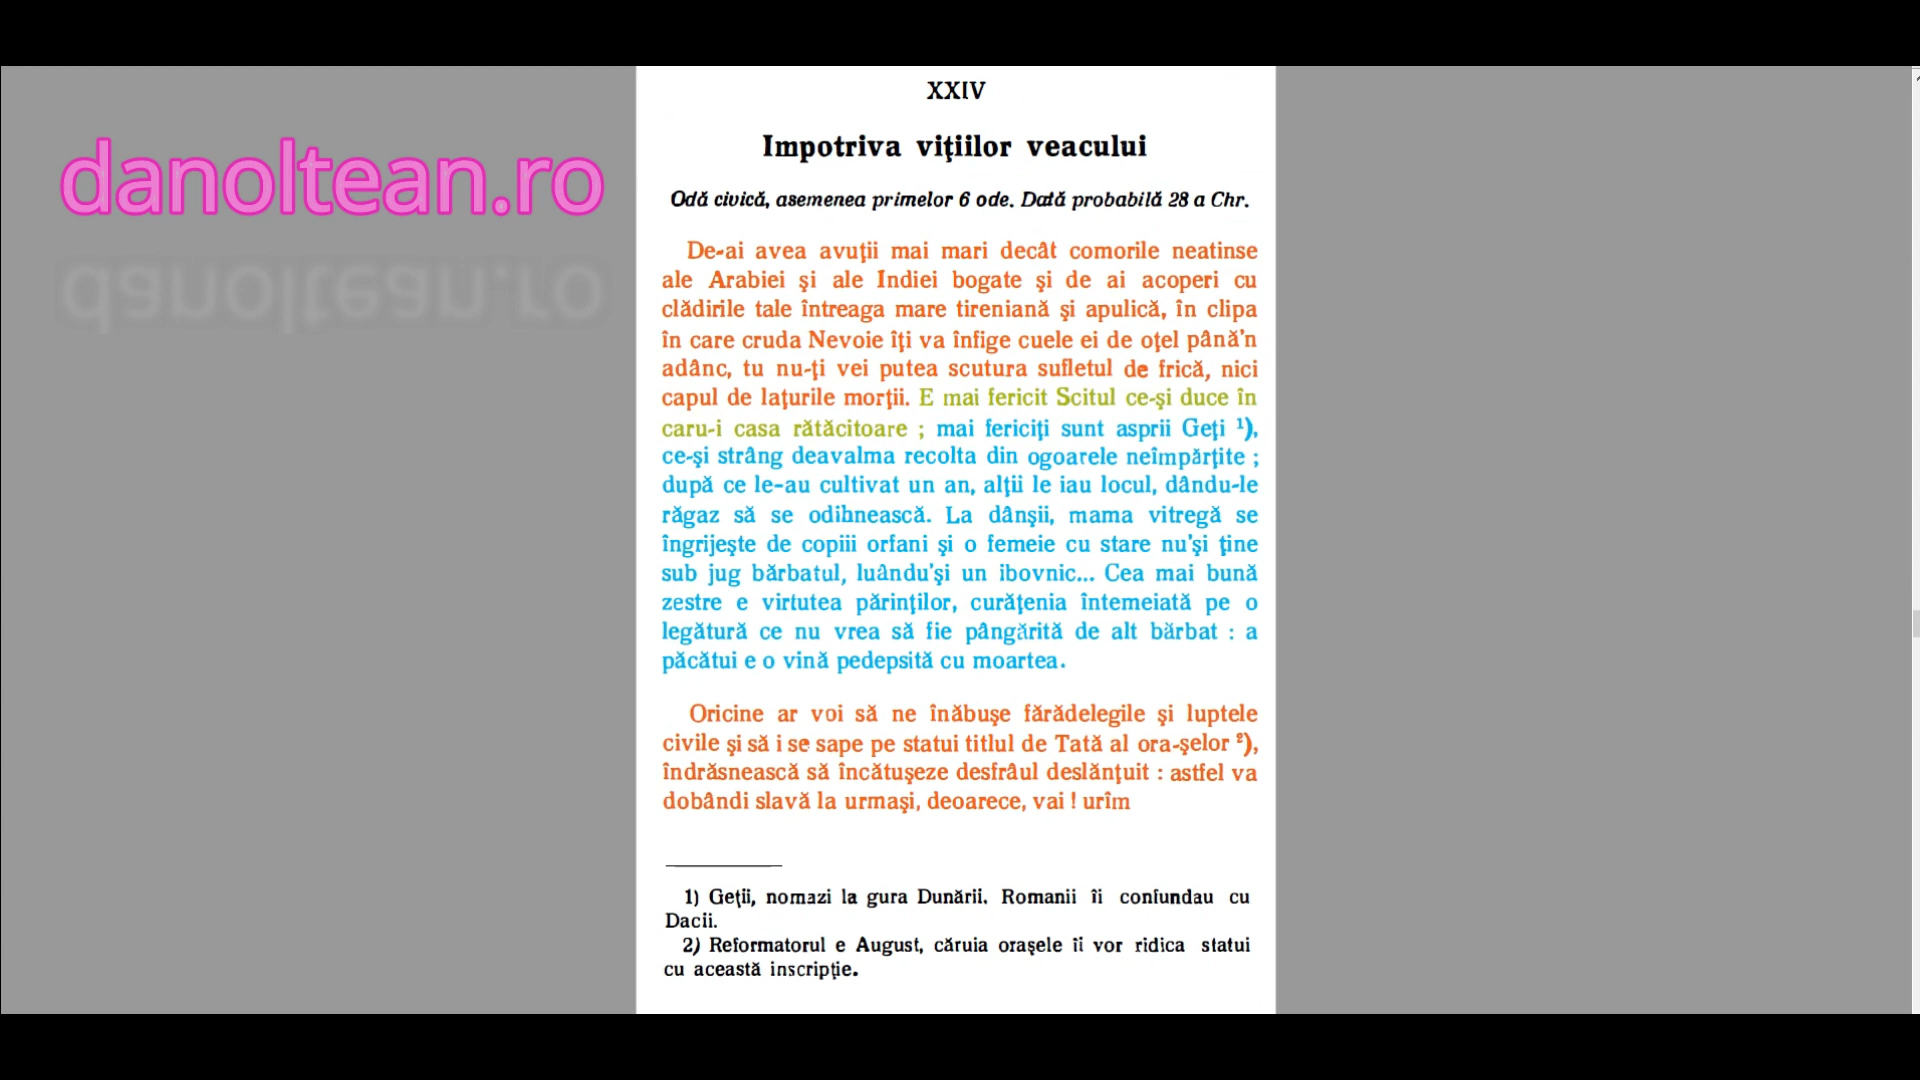 danoltean.ro
XXIV
Impotriva viţiilor veacului
Odă civică, asemenea primelor 6 ode. Dată probabilă 28 a Chr.
De-ai avea avuţii mai mari decât comorile neatinse
ale Arabiei şi ale Indiei bogate şi de ai acoperi cu
clădirile tale întreaga mare tireniană şi apulică, în clipa
în care cruda Nevoie îţi va înfige cuele ei de oţel până'n
adânc, tu nu-ţi vei putea scutura sufletul de frică, nici
capul de laţurile morţii. E mai fericit Scitul ce-şi duce în
caru-i casa rătăcitoare ; mai fericiţi sunt asprii Geţi ¹),
ce-şi strâng deavalma recolta din ogoarele neîmpărţite ;
după ce le-au cultivat un an, alţii le iau locul, dându-le
răgaz să se odihnească. La dânşii, mama vitregă se
îngrijeşte de copiii orfani şi o femeie cu stare nu'şi ţine
sub jug bărbatul, luându'şi un ibovnic... Cea mai bună
zestre e virtutea părinţilor, curăţenia întemeiată pe o
legătură ce nu vrea să fie pângărită de alt bărbat : a
păcătui e o vină pedepsită cu moartea.
Oricine ar voi să ne înăbuşe fărădelegile şi luptele
civile şi să i se sape pe statui titlul de Tată al ora-şelor ²),
îndrăsnească să încătuşeze desfrâul deslănţuit : astfel va
dobândi slavă la urmaşi, deoarece, vai ! urîm
1) Geţii, nomazi la gura Dunării. Romanii îi confundau cu
Dacii.
2) Reformatorul e August, căruia oraşele îi vor ridica statui
cu această inscripţie.